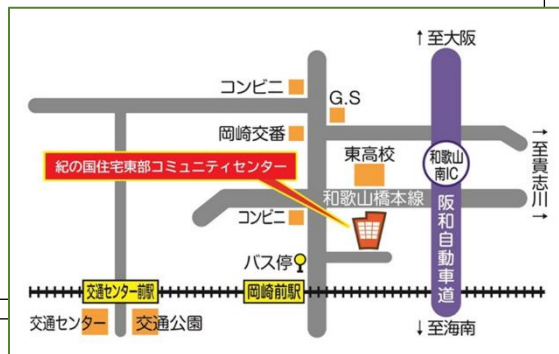 ↑至大阪
コンビニ
G.S
岡崎交番
東高校
和歌山
南IC
→至貴志川→
紀の国住宅東部コミュニティセンター
和歌山橋本線
コンビニ
阪和自動車道
バス停
交通センター前駅
岡崎前駅
交通センター
交通公園
↓至海南